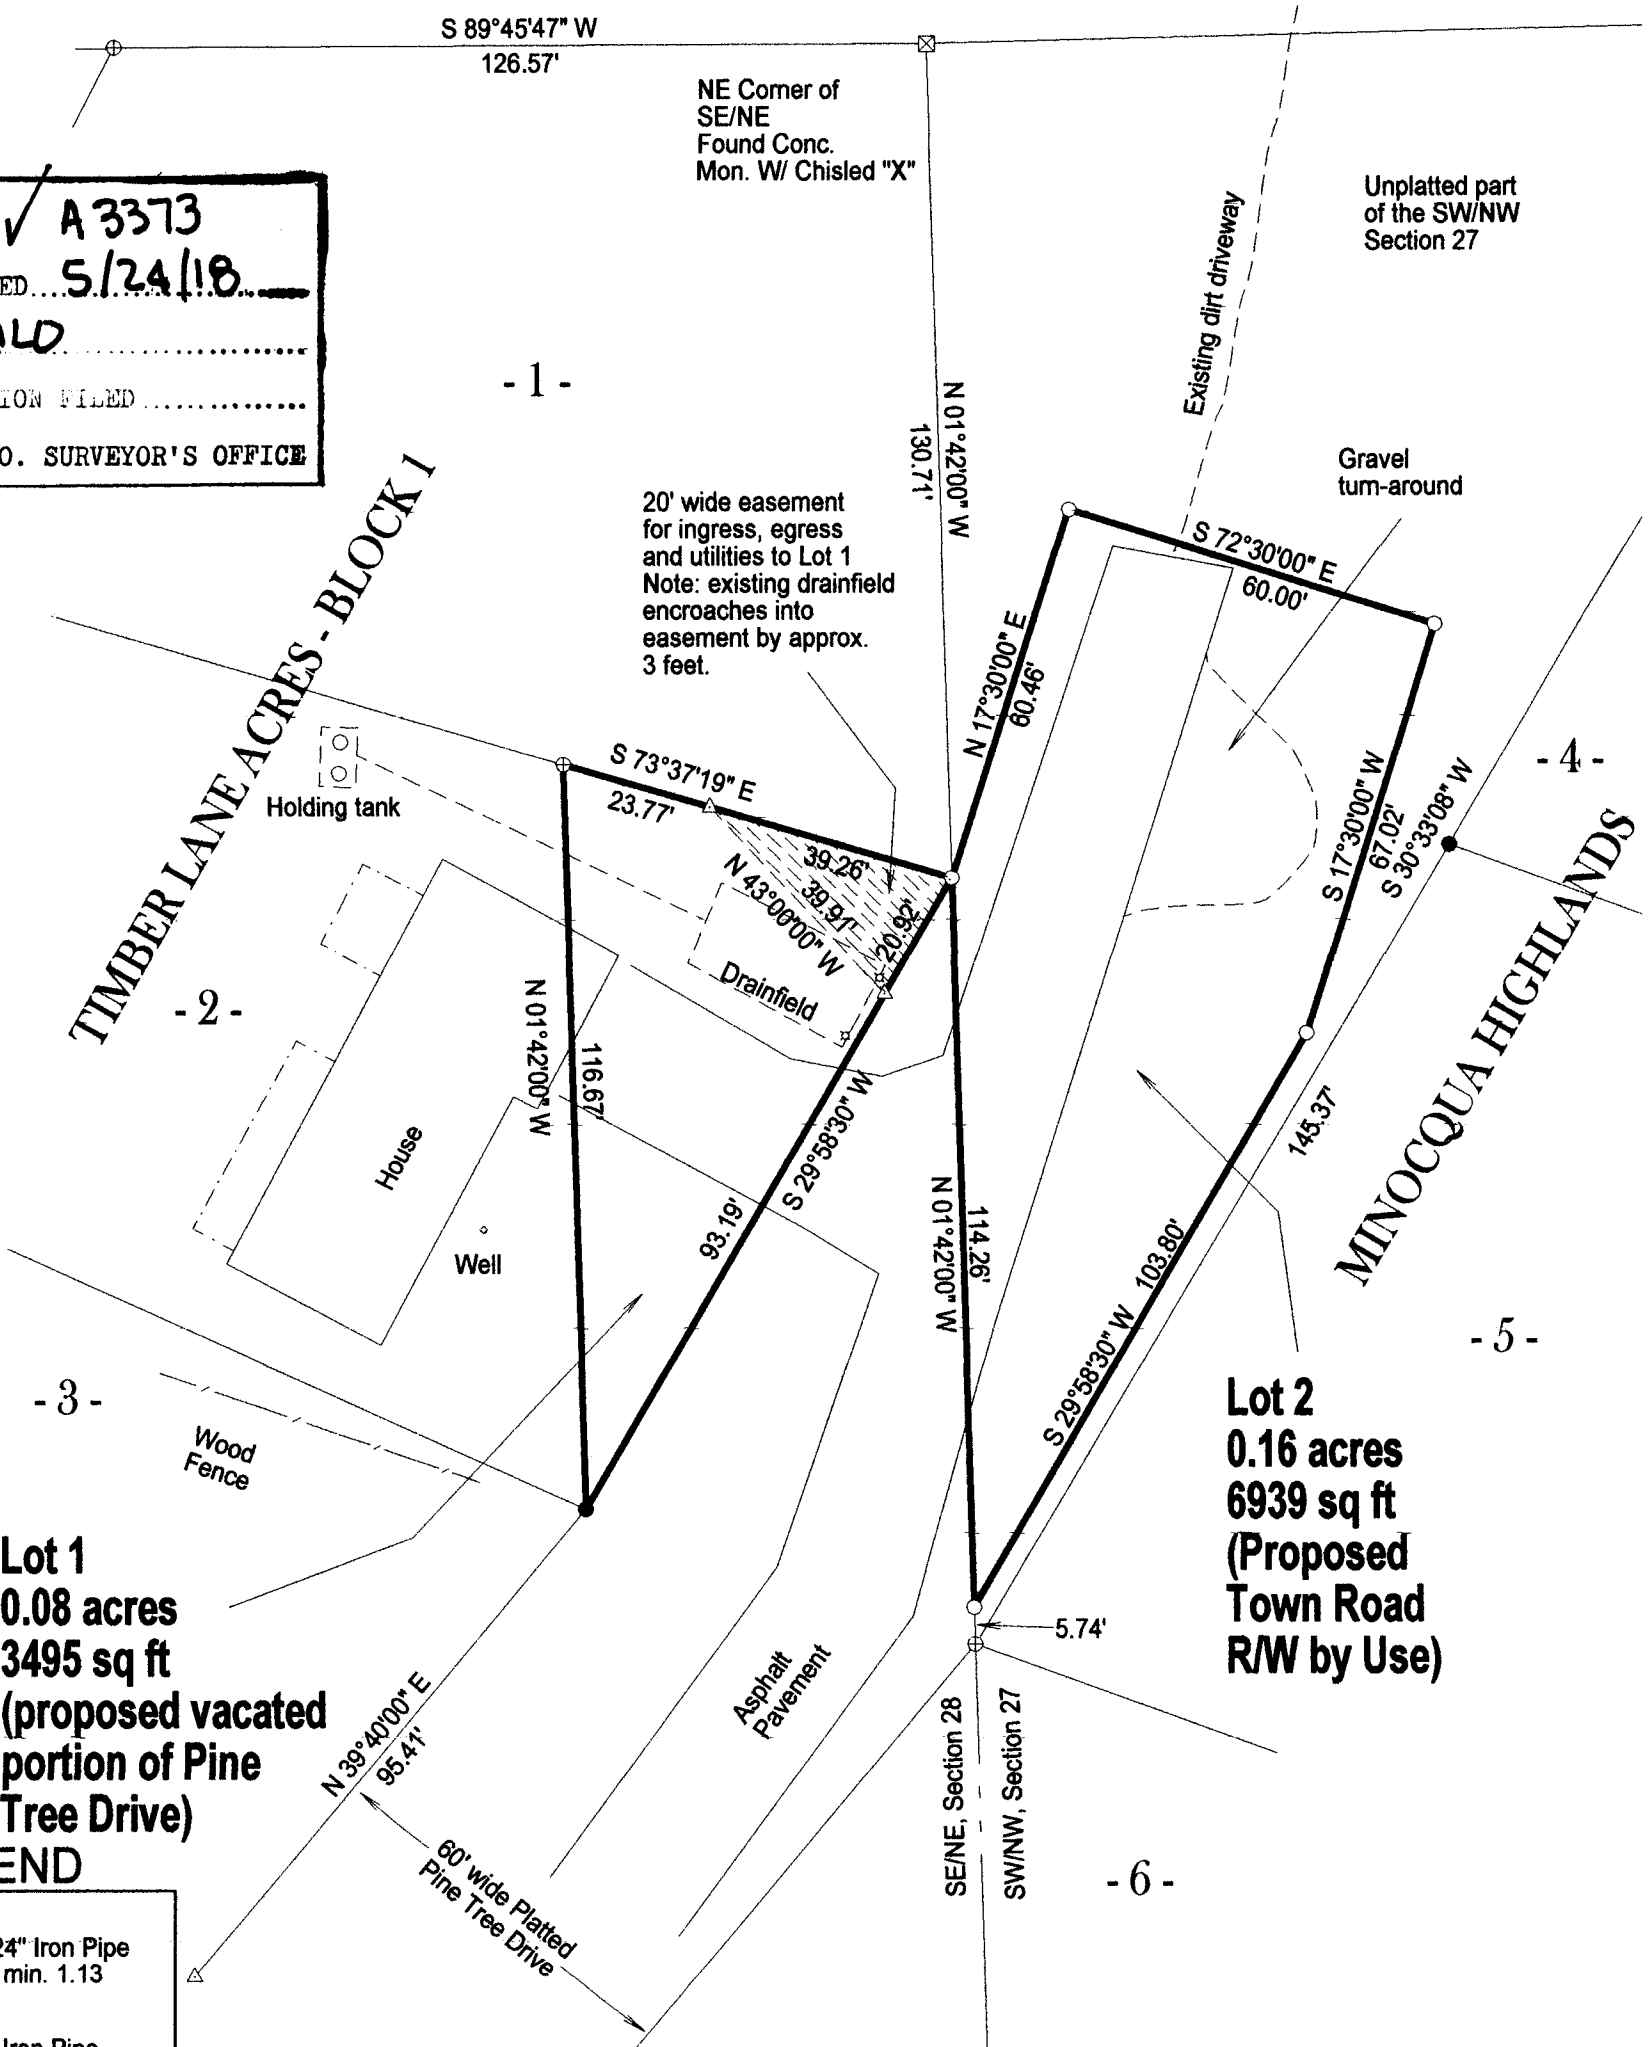 S 89°45'47" W
126.57'
NE Corner of
SE/NE
Found Conc.
Mon. W/ Chisled "X"
A 3373
ED.... 5/24/18
ION FILED
O. SURVEYOR'S OFFICE
- 1 -
TIMBER LANE ACRES - BLOCK 1
N 01°42'00" W
130.71'
Existing dirt driveway
Unplatted part
of the SW/NW
Section 27
Gravel
turn-around
20' wide easement
for ingress, egress
and utilities to Lot 1
Note: existing drainfield
encroaches into
easement by approx.
3 feet.
S 72°30'00" E
60.00'
N 17°30'00" E
60.46'
S 17°30'00" W
67.02'
S 30°33'08" W
- 4 -
MINOCQUA HIGHLANDS
Holding tank
S 73°37'19" E
23.77'
39.26'
39.91'
N 43°00'00" W
20.92'
Drainfield
- 2 -
N 01°42'00" W
116.67'
House
Well
S 29°58'30" W
93.19'
N 01°42'00" W
114.26'
145.37'
S 29°58'30" W
103.80'
- 5 -
- 3 -
Wood
Fence
Lot 2
0.16 acres
6939 sq ft
(Proposed
Town Road
R/W by Use)
Lot 1
0.08 acres
3495 sq ft
(proposed vacated
portion of Pine
Tree Drive)
5.74'
Asphalt
Pavement
N 39°40'00" E
95.41'
60' wide Platted
Pine Tree Drive
SE/NE, Section 28
SW/NW, Section 27
- 6 -
END
24" Iron Pipe
min. 1.13
Iron Pipe